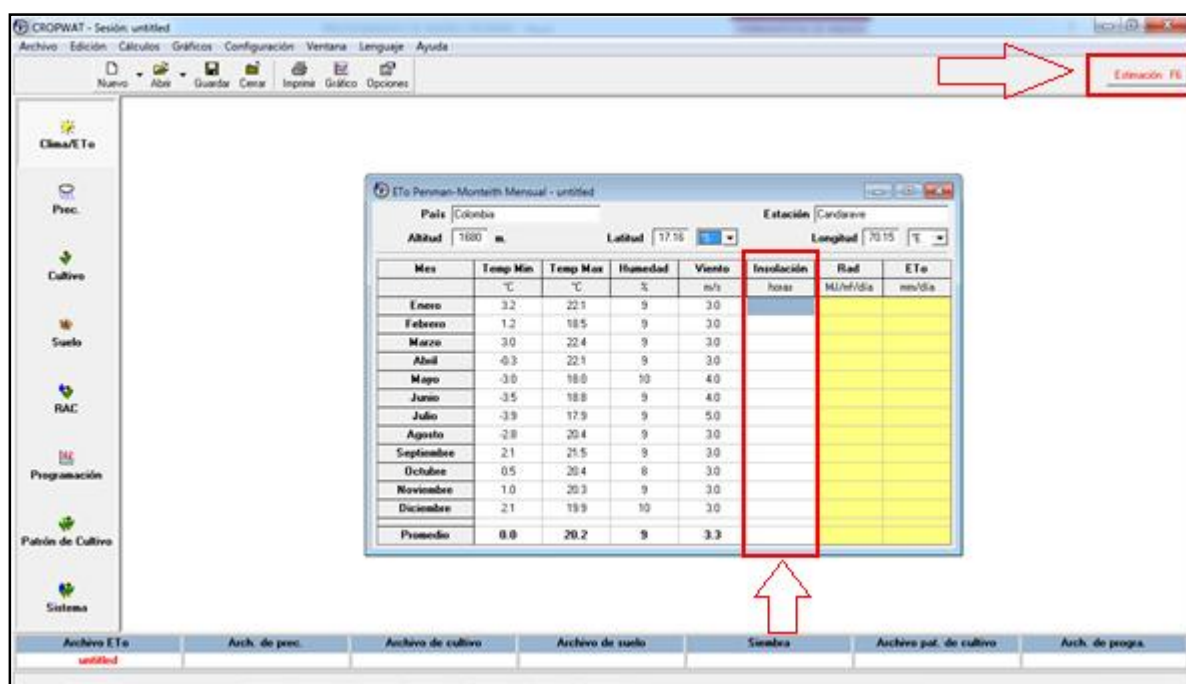 CROPWAT - Sesión: untitled
Archivo Edición Cálculos Gráficos Configuración Ventana Lenguaje Ayuda
Nuevo Abrir Guardar Cerrar Imprimir Gráfico Opciones
Estimación F6
Clima/ETo
Prec.
Cultivo
Suelo
RAC
Programación
Patrón de Cultivo
Sistema
ETo Penman-Monteith Mensual - untitled
País Colombia Estación Candarave
Altitud 1680 m. Latitud 17.16 Longitud 70.15 °E
Mes Temp Min Temp Max Humedad Viento Insolación Rad ETo
°C °C % m/s horas MJ/m²/día mm/día
Enero 3.2 22.1 9 3.0
Febrero 1.2 18.5 9 3.0
Marzo 3.0 22.4 9 3.0
Abril -0.3 22.1 9 3.0
Mayo -3.0 18.0 10 4.0
Junio -3.5 18.8 9 4.0
Julio -3.9 17.9 9 5.0
Agosto -2.8 20.4 9 3.0
Septiembre 2.1 21.5 9 3.0
Octubre 0.5 20.4 8 3.0
Noviembre 1.0 20.3 9 3.0
Diciembre 2.1 19.9 10 3.0
Promedio 0.0 20.2 9 3.3
Archivo ETo Arch. de prec. Archivo de cultivo Archivo de suelo Siembra Archivo pat. de cultivo Arch. de progra.
untitled